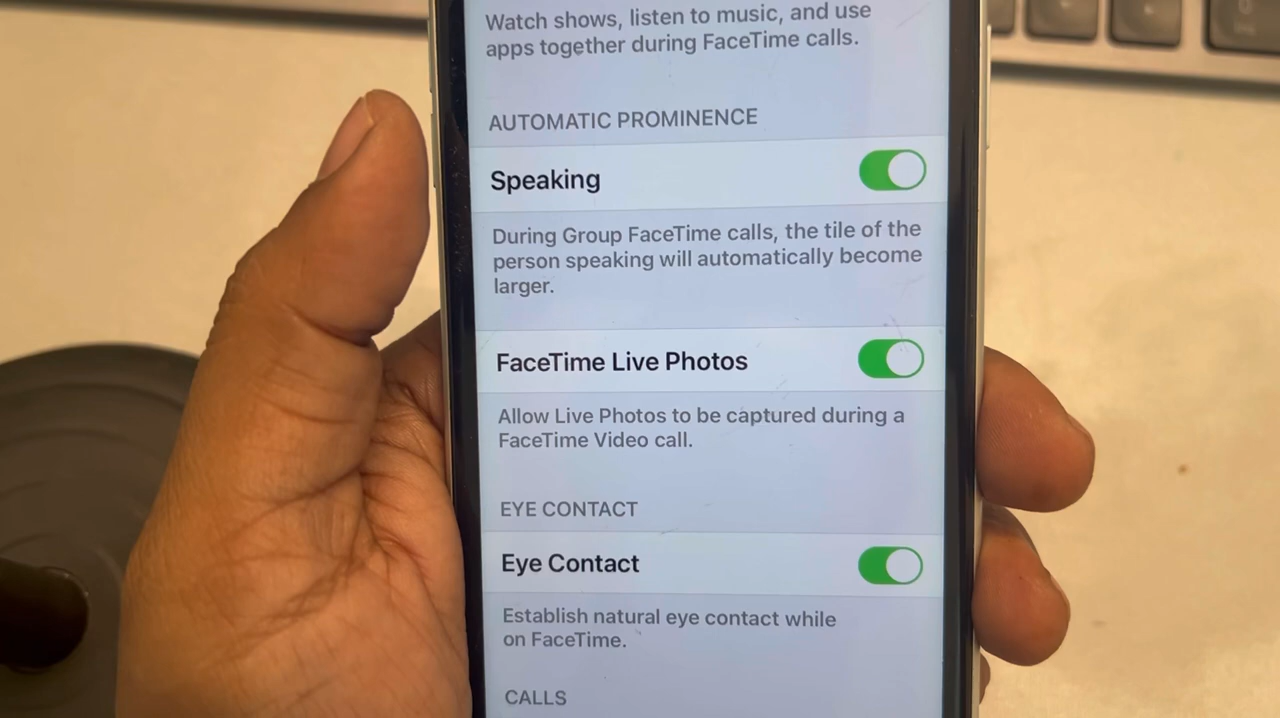 Watch shows, listen to music, and use
apps together during FaceTime calls.
AUTOMATIC PROMINENCE
Speaking
During Group FaceTime calls, the tile of the
person speaking will automatically become
larger.
FaceTime Live Photos
Allow Live Photos to be captured during a
FaceTime Video call.
EYE CONTACT
Eye Contact
Establish natural eye contact while
on FaceTime.
CALLS